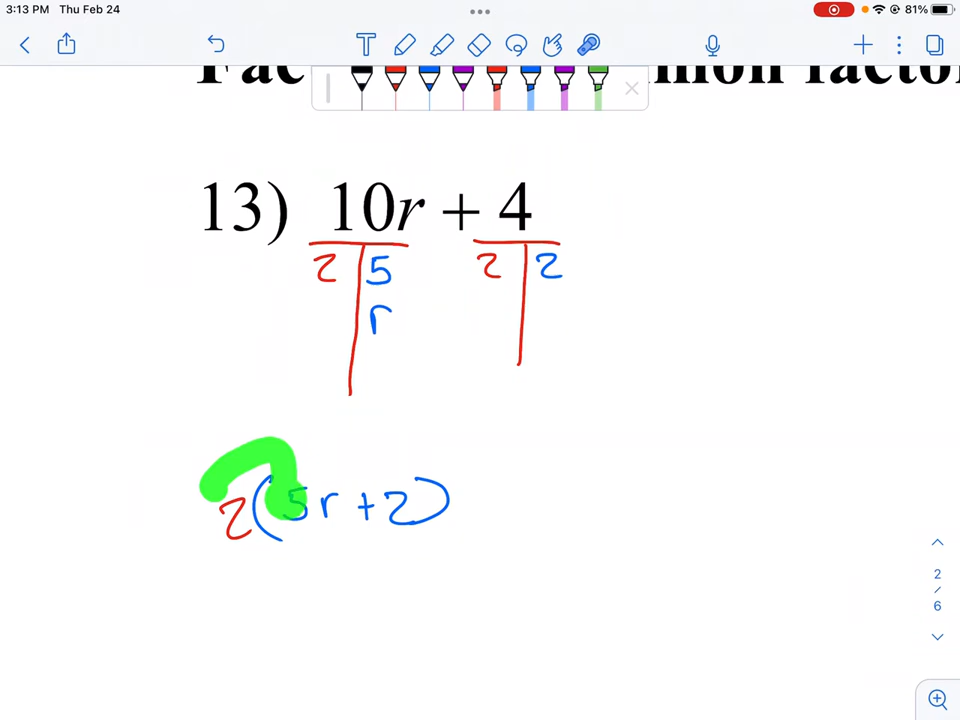 3:13 PM Thu Feb 24 81%
13) 10r + 4
2 5 2 2
r
2(5r+2)
2
/
6